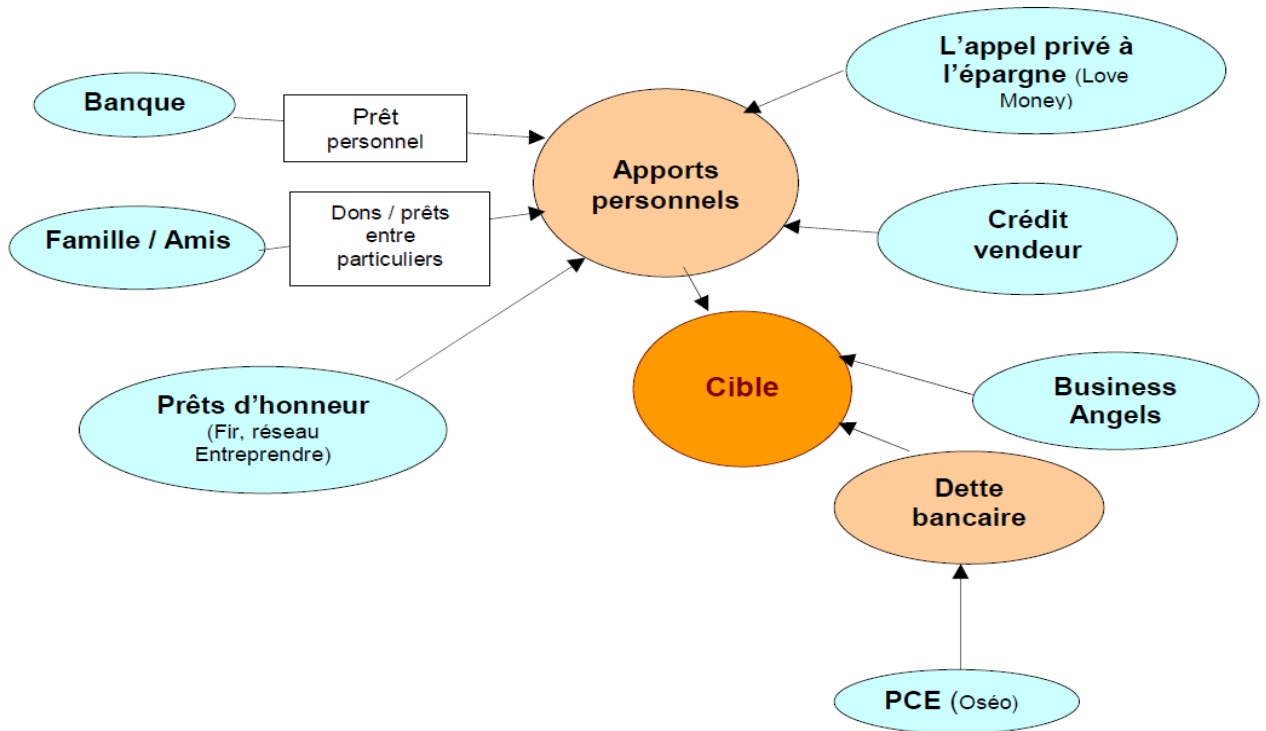 L'appel privé à
l'épargne (Love
Money)
Banque
Prêt
personnel
Apports
personnels
Famille / Amis
Dons / prêts
entre
particuliers
Crédit
vendeur
Cible
Prêts d'honneur
(Fir, réseau
Entreprendre)
Business
Angels
Dette
bancaire
PCE (Oséo)